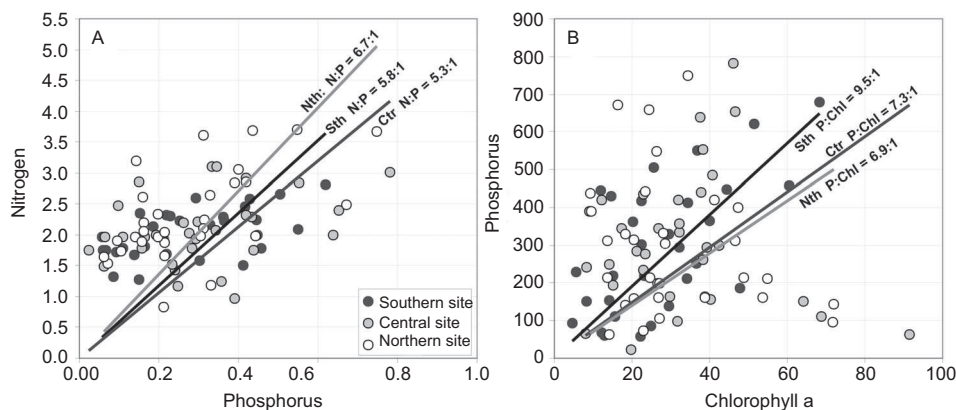 A
5.5
5.0
4.5
4.0
3.5
3.0
2.5
2.0
1.5
1.0
0.5
0.0
Nitrogen
Nth: N:P = 6.7:1
Sth N:P = 5.8:1
Ctr N:P = 5.3:1
Southern site
Central site
Northern site
0.0 0.2 0.4 0.6 0.8 1.0
Phosphorus
B
900
800
700
600
500
400
300
200
100
0
Phosphorus
Sth P:Chl = 9.5:1
Ctr P:Chl = 7.3:1
Nth P:Chl = 6.9:1
0 20 40 60 80 100
Chlorophyll a